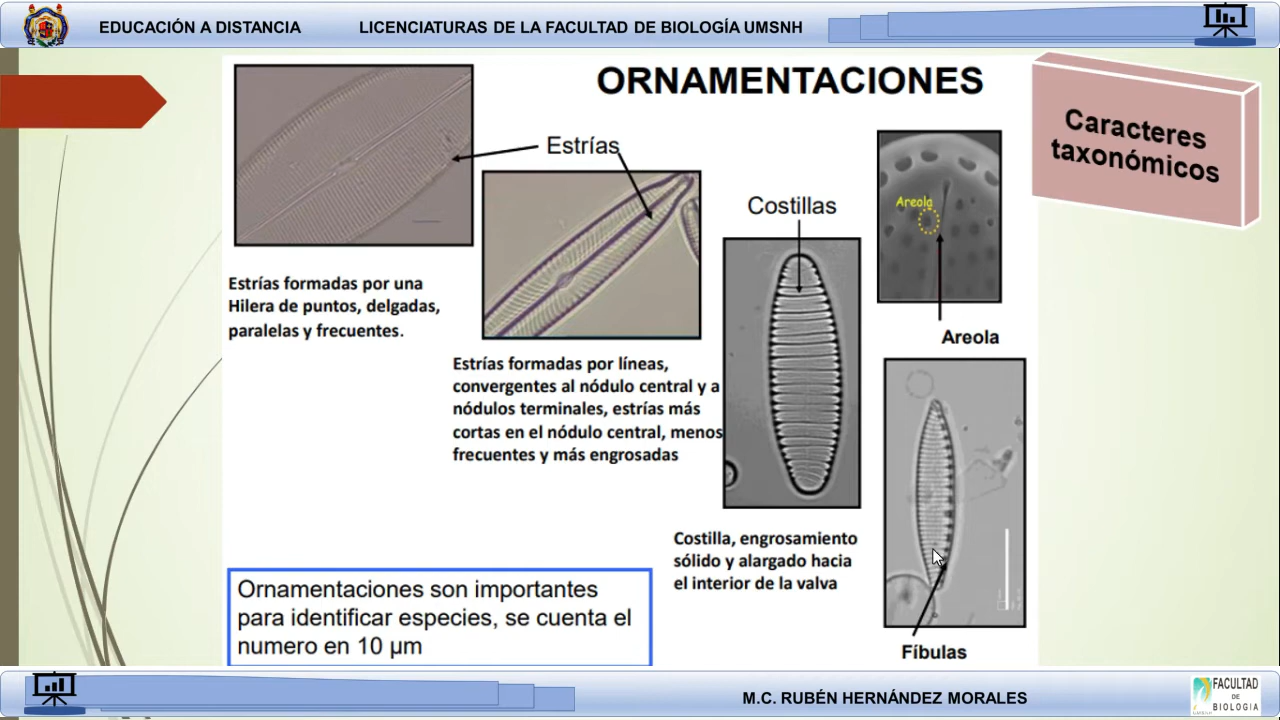 EDUCACIÓN A DISTANCIA
LICENCIATURAS DE LA FACULTAD DE BIOLOGÍA UMSNH
ORNAMENTACIONES
Caracteres
taxonómicos
Estrías
Costillas
Areola
Areola
Estrías formadas por una
Hilera de puntos, delgadas,
paralelas y frecuentes.
Estrías formadas por líneas,
convergentes al nódulo central y a
nódulos terminales, estrías más
cortas en el nódulo central, menos
frecuentes y más engrosadas
Costilla, engrosamiento
sólido y alargado hacia
el interior de la valva
Ornamentaciones son importantes
para identificar especies, se cuenta el
numero en 10 µm
Fíbulas
M.C. RUBÉN HERNÁNDEZ MORALES
FACULTAD
DE
BIOLOGIA